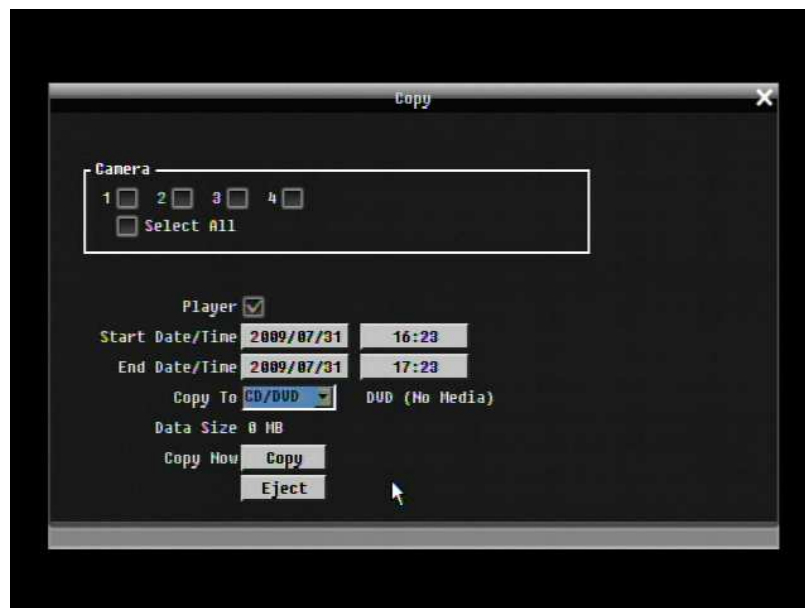 Copy
Camera
1 2 3 4
Select All
Player
Start Date/Time 2009/07/31 16:23
End Date/Time 2009/07/31 17:23
Copy To CD/DVD DVD (No Media)
Data Size 0 MB
Copy Now Copy
Eject